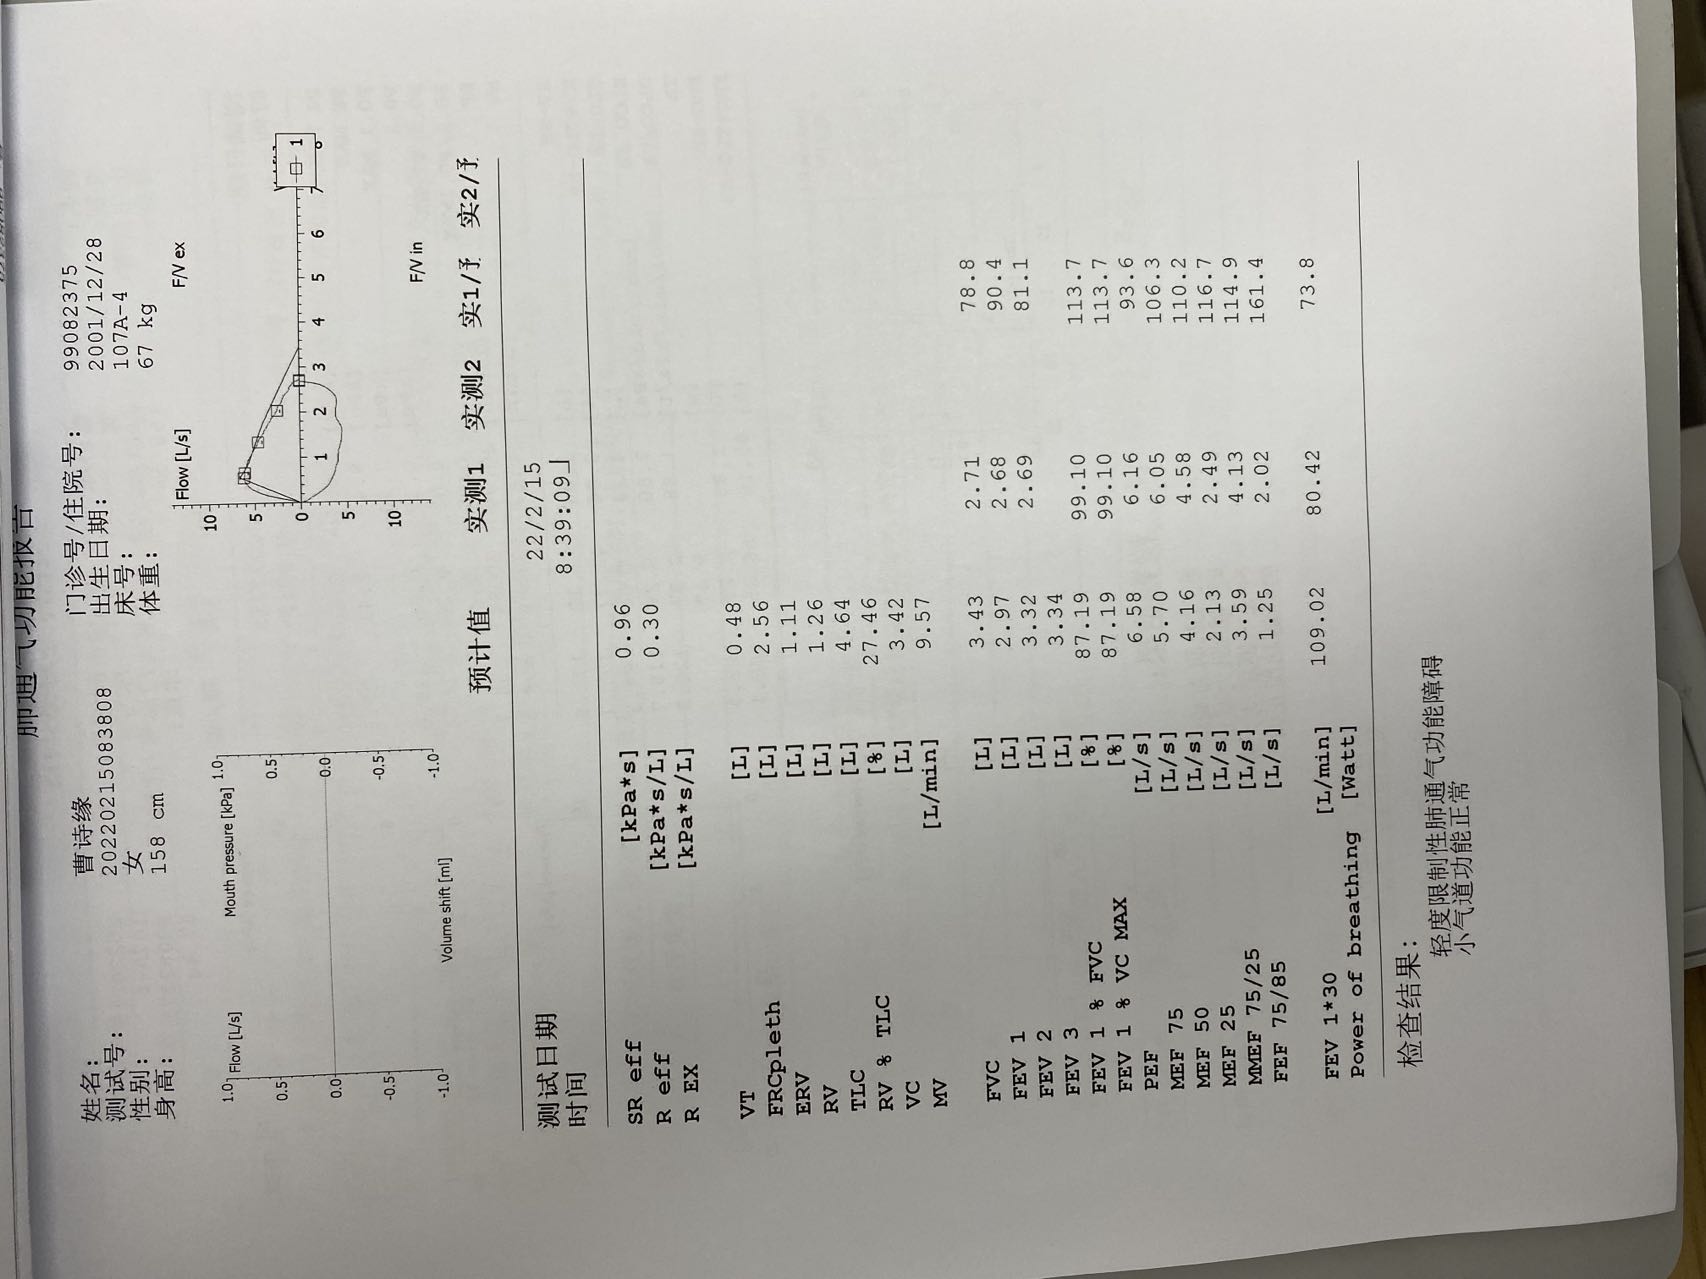 肺通气功能报告
姓名: 曹诗缘 门诊号/住院号: 99082375
测试号: 20220215083808 出生日期: 2001/12/28
性别: 女 床号: 107A-4
身高: 158 cm 体重: 67 kg
1.0 Flow [L/s] Mouth pressure [kPa] 1.0
0.5 0.5
0.0 0.0
-0.5 -0.5
-1.0 Volume shift [ml] -1.0
Flow [L/s] F/V ex
10
5
0
1 2 3 4 5 6 7 8
1
5
10
F/V in
预计值 实测1 实测2 实1/予 实2/予
测试日期 22/2/15
时间 8:39:09
SR eff [kPa*s] 0.96
R eff [kPa*s/L] 0.30
R EX [kPa*s/L]
VT [L] 0.48
FRCpleth [L] 2.56
ERV [L] 1.11
RV [L] 1.26
TLC [L] 4.64
RV % TLC [%] 27.46
VC [L] 3.42
MV [L/min] 9.57
FVC [L] 3.43 2.71 78.8
FEV 1 [L] 2.97 2.68 90.4
FEV 2 [L] 3.32 2.69 81.1
FEV 3 [L] 3.34
FEV 1 % FVC [%] 87.19 99.10 113.7
FEV 1 % VC MAX [%] 87.19 99.10 113.7
PEF [L/s] 6.58 6.16 93.6
MEF 75 [L/s] 5.70 6.05 106.3
MEF 50 [L/s] 4.16 4.58 110.2
MEF 25 [L/s] 2.13 2.49 116.7
MMEF 75/25 [L/s] 3.59 4.13 114.9
FEF 75/85 [L/s] 1.25 2.02 161.4
FEV 1*30 [L/min] 109.02 80.42 73.8
Power of breathing [Watt]
检查结果:
轻度限制性肺通气功能障碍
小气道功能正常